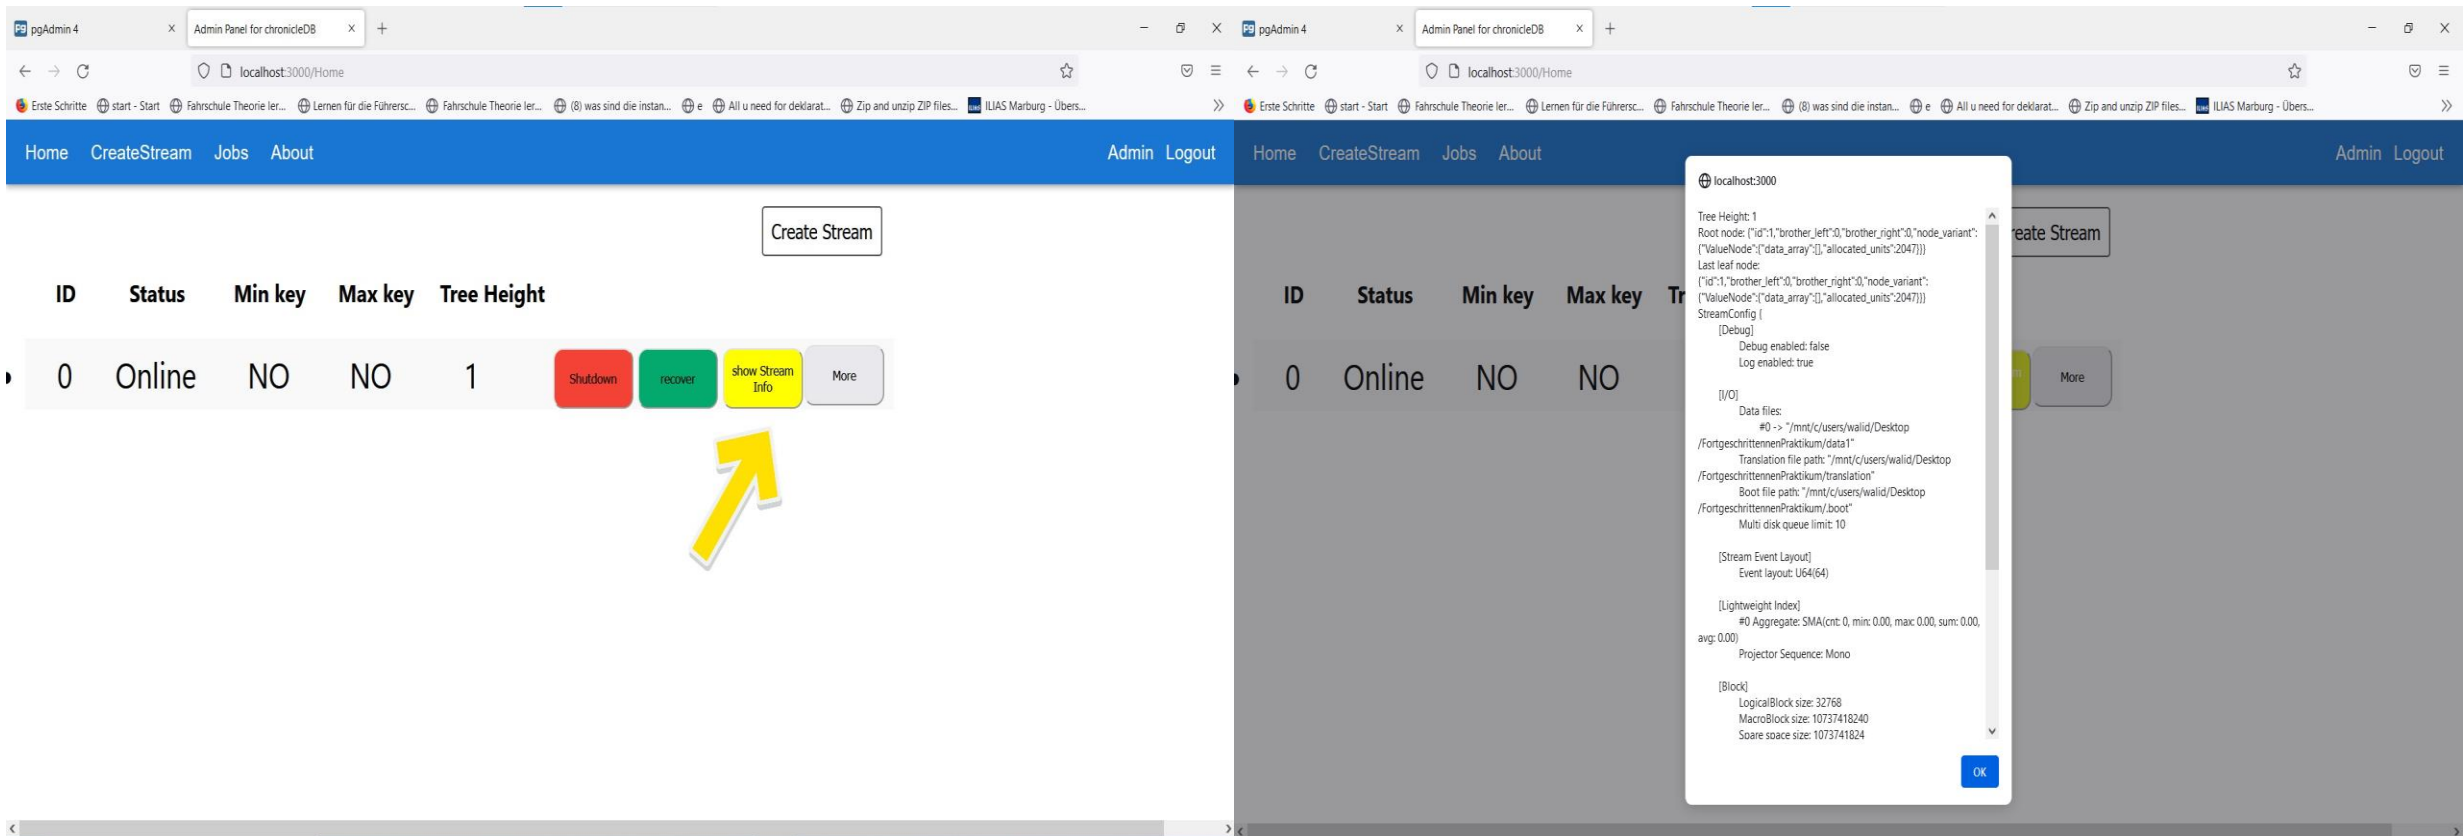 pgAdmin 4
Admin Panel for chronicleDB
localhost:3000/Home
Erste Schritte start - Start Fahrschule Theorie ler... Lernen für die Führersc... Fahrschule Theorie ler... (8) was sind die instan... e All u need for deklarat... Zip and unzip ZIP files... ILIAS Marburg - Übers...
Home CreateStream Jobs About Admin Logout
Create Stream
ID Status Min key Max key Tree Height
0 Online NO NO 1 Shutdown recover show Stream Info More
pgAdmin 4
Admin Panel for chronicleDB
localhost:3000/Home
Erste Schritte start - Start Fahrschule Theorie ler... Lernen für die Führersc... Fahrschule Theorie ler... (8) was sind die instan... e All u need for deklarat... Zip and unzip ZIP files... ILIAS Marburg - Übers...
Home CreateStream Jobs About Admin Logout
reate Stream
ID Status Min key Max key Tr
0 Online NO NO More
localhost:3000
Tree Height: 1
Root node: {"id":1,"brother_left":0,"brother_right":0,"node_variant":
{"ValueNode":{"data_array":[],"allocated_units":2047}}}
Last leaf node:
{"id":1,"brother_left":0,"brother_right":0,"node_variant":
{"ValueNode":{"data_array":[],"allocated_units":2047}}}
StreamConfig {
[Debug]
Debug enabled: false
Log enabled: true
[I/O]
Data files:
#0 -> "/mnt/c/users/walid/Desktop
/FortgeschrittennenPraktikum/data1"
Translation file path: "/mnt/c/users/walid/Desktop
/FortgeschrittennenPraktikum/translation"
Boot file path: "/mnt/c/users/walid/Desktop
/FortgeschrittennenPraktikum/.boot"
Multi disk queue limit: 10
[Stream Event Layout]
Event layout: U64(64)
[Lightweight Index]
#0 Aggregate: SMA(cnt: 0, min: 0.00, max: 0.00, sum: 0.00,
avg: 0.00)
Projector Sequence: Mono
[Block]
LogicalBlock size: 32768
MacroBlock size: 10737418240
Spare space size: 1073741824
OK